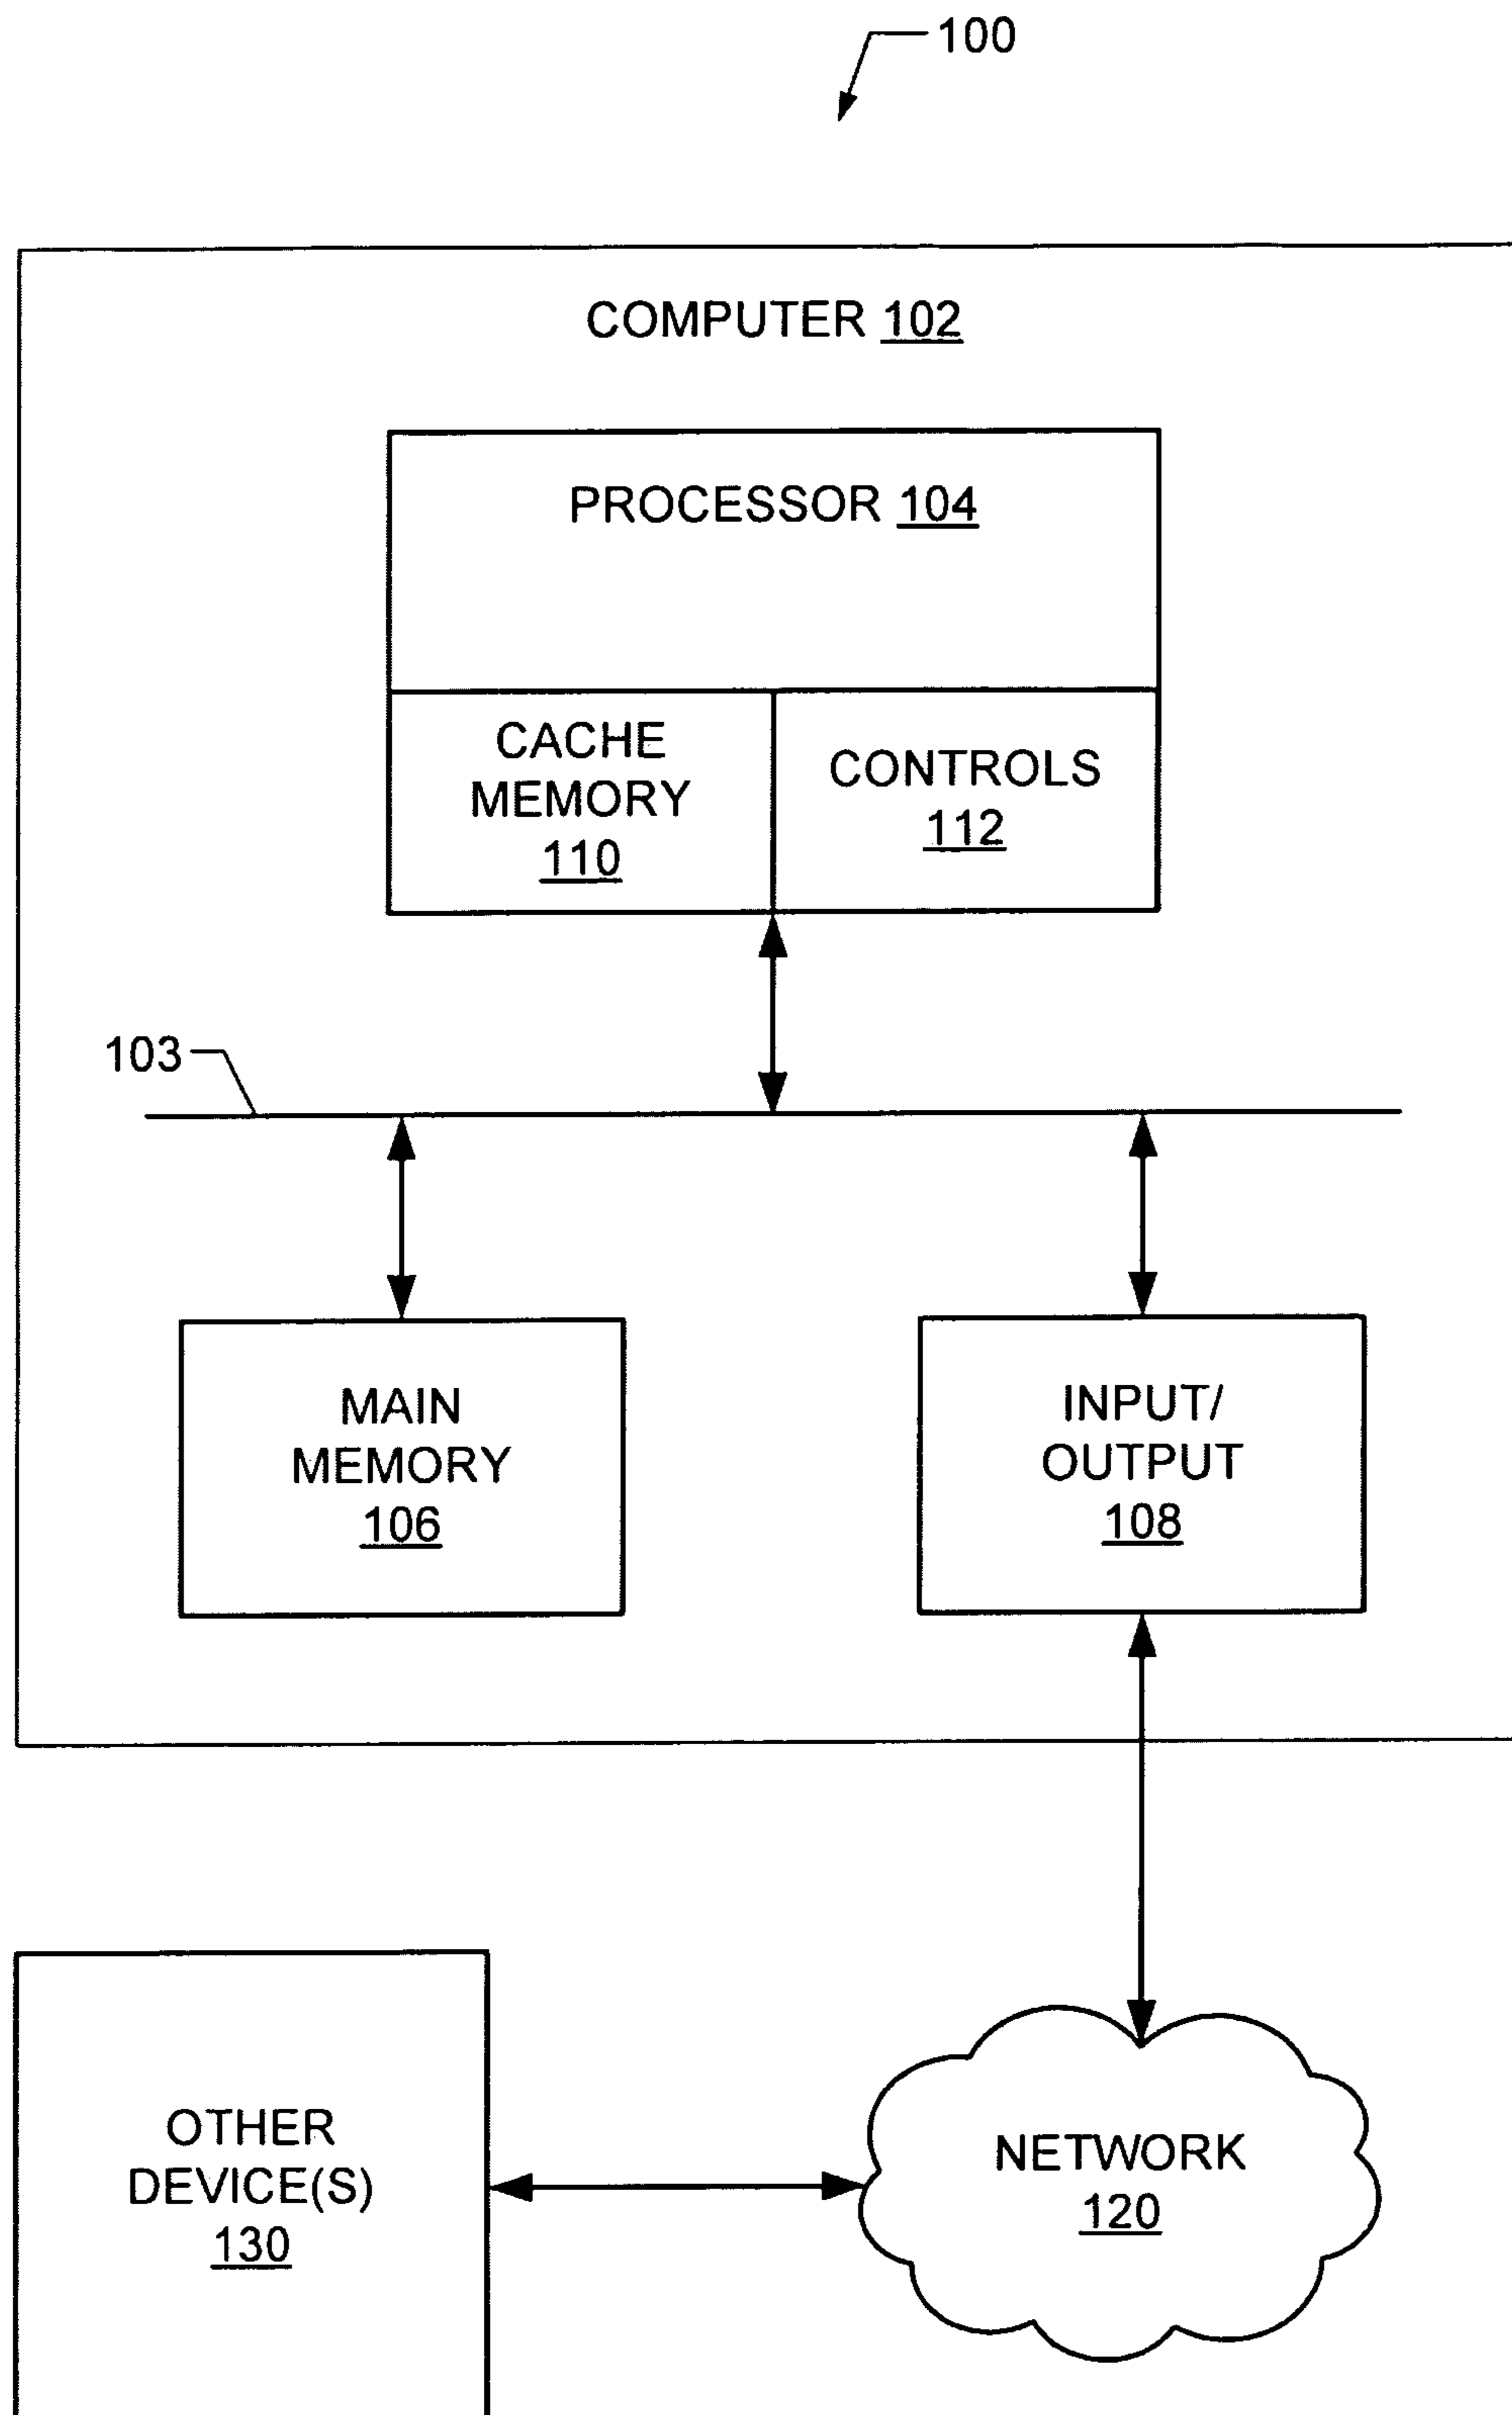 100
COMPUTER 102
PROCESSOR 104
CACHE
MEMORY
110
CONTROLS
112
103
MAIN
MEMORY
106
INPUT/
OUTPUT
108
OTHER
DEVICE(S)
130
NETWORK
120